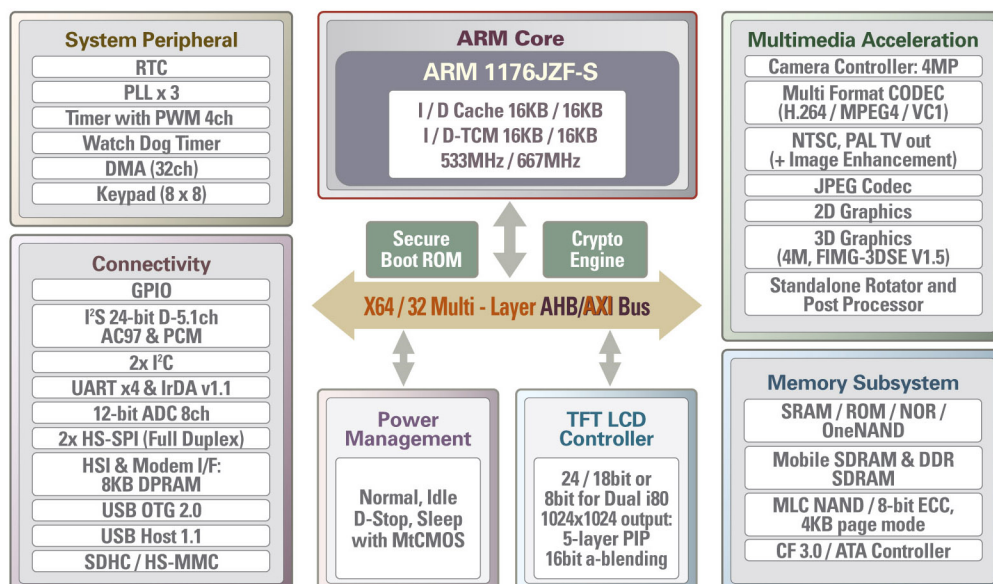 System Peripheral
RTC
PLL x 3
Timer with PWM 4ch
Watch Dog Timer
DMA (32ch)
Keypad (8 x 8)
Connectivity
GPIO
I²S 24-bit D-5.1ch
AC97 & PCM
2x I²C
UART x4 & IrDA v1.1
12-bit ADC 8ch
2x HS-SPI (Full Duplex)
HSI & Modem I/F:
8KB DPRAM
USB OTG 2.0
USB Host 1.1
SDHC / HS-MMC
ARM Core
ARM 1176JZF-S
I / D Cache 16KB / 16KB
I / D-TCM 16KB / 16KB
533MHz / 667MHz
Secure
Boot ROM
Crypto
Engine
X64 / 32 Multi - Layer AHB/AXI Bus
Power
Management
Normal, Idle
D-Stop, Sleep
with MtCMOS
TFT LCD
Controller
24 / 18bit or
8bit for Dual i80
1024x1024 output:
5-layer PIP
16bit a-blending
Multimedia Acceleration
Camera Controller: 4MP
Multi Format CODEC
(H.264 / MPEG4 / VC1)
NTSC, PAL TV out
(+ Image Enhancement)
JPEG Codec
2D Graphics
3D Graphics
(4M, FIMG-3DSE V1.5)
Standalone Rotator and
Post Processor
Memory Subsystem
SRAM / ROM / NOR /
OneNAND
Mobile SDRAM & DDR
SDRAM
MLC NAND / 8-bit ECC,
4KB page mode
CF 3.0 / ATA Controller